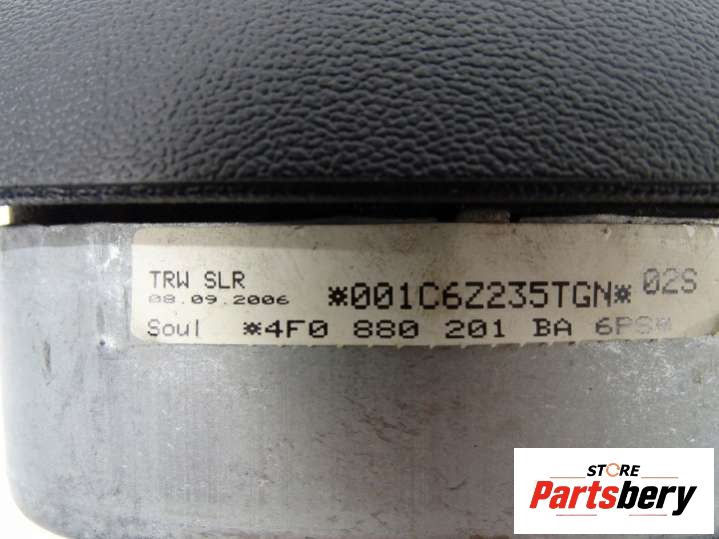 TRW SLR
08.09.2006 *001C6Z235TGN* 02S
Soul *4F0 880 201 BA 6PS*
STORE
Partsbery